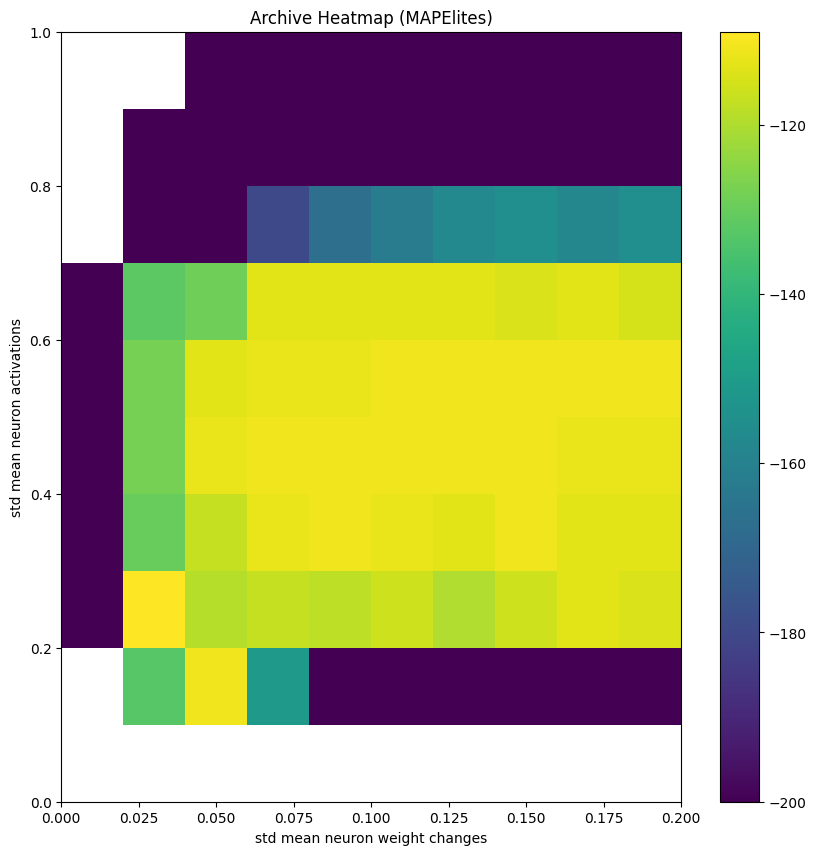 Archive Heatmap (MAPElites)
1.0
0.8
0.6
0.4
0.2
0.0
std mean neuron activations
0.000 0.025 0.050 0.075 0.100 0.125 0.150 0.175 0.200
std mean neuron weight changes
−120
−140
−160
−180
−200